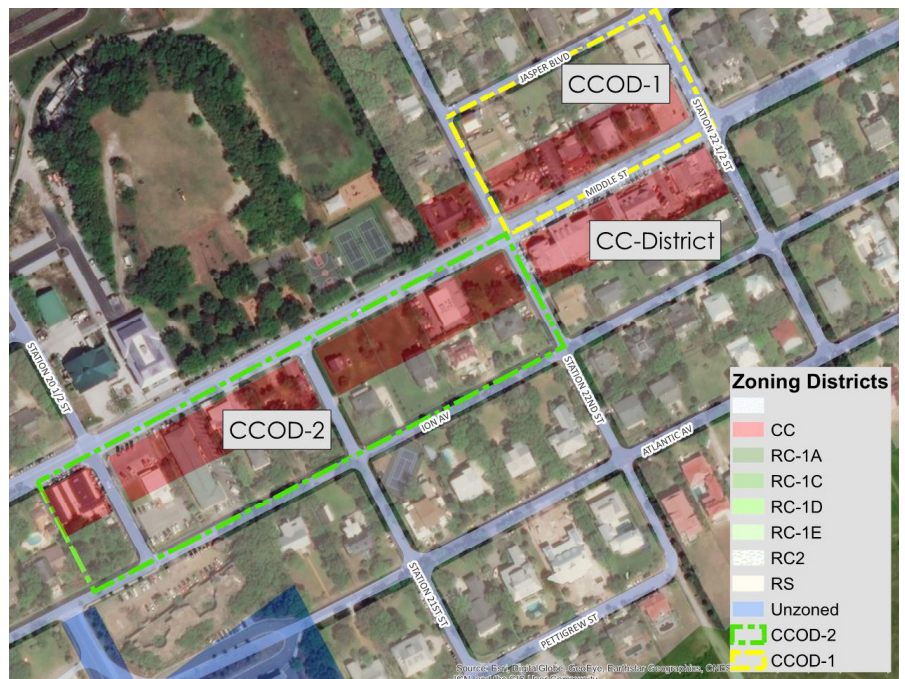 JASPER BLVD
CCOD-1
STATION 22 1/2 ST
MIDDLE ST
CC-District
STATION 20 1/2 ST
CCOD-2
ION AV
STATION 22ND ST
ATLANTIC AV
STATION 21ST ST
PETTIGREW ST
Zoning Districts
CC
RC-1A
RC-1C
RC-1D
RC-1E
RC2
RS
Unzoned
CCOD-2
CCOD-1
Source: Esri, DigitalGlobe, GeoEye, Earthstar Geographics,